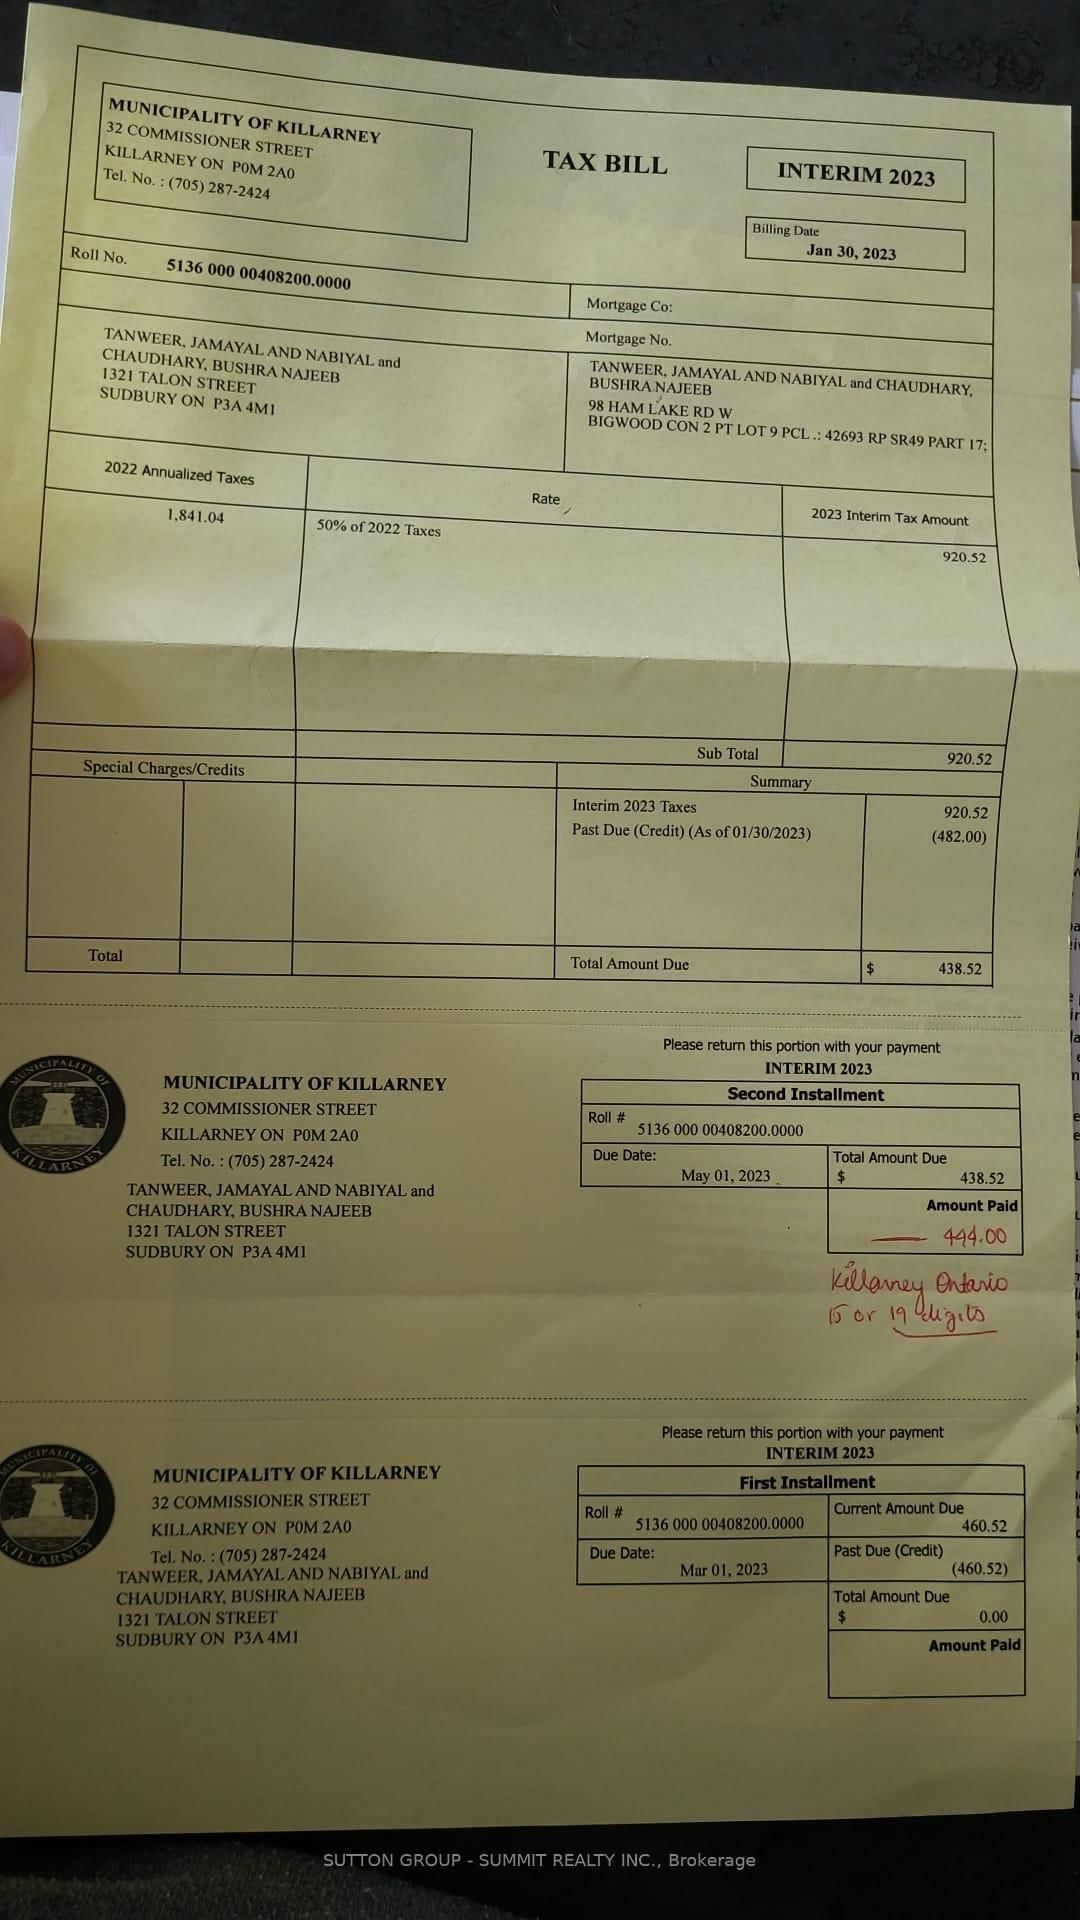 MUNICIPALITY OF KILLARNEY
32 COMMISSIONER STREET
KILLARNEY ON P0M 2A0
Tel. No. : (705) 287-2424
TAX BILL
INTERIM 2023
Billing Date
Jan 30, 2023
Roll No. 5136 000 00408200.0000
Mortgage Co:
Mortgage No.
TANWEER, JAMAYAL AND NABIYAL and
CHAUDHARY, BUSHRA NAJEEB
1321 TALON STREET
SUDBURY ON P3A 4M1
TANWEER, JAMAYAL AND NABIYAL and CHAUDHARY,
BUSHRA NAJEEB
98 HAM LAKE RD W
BIGWOOD CON 2 PT LOT 9 PCL .: 42693 RP SR49 PART 17;
2022 Annualized Taxes Rate 2023 Interim Tax Amount
1,841.04 50% of 2022 Taxes 920.52
Sub Total 920.52
Special Charges/Credits Summary
Interim 2023 Taxes 920.52
Past Due (Credit) (As of 01/30/2023) (482.00)
Total Total Amount Due $ 438.52
MUNICIPALITY OF KILLARNEY
MUNICIPALITY OF KILLARNEY
32 COMMISSIONER STREET
KILLARNEY ON P0M 2A0
Tel. No. : (705) 287-2424
TANWEER, JAMAYAL AND NABIYAL and
CHAUDHARY, BUSHRA NAJEEB
1321 TALON STREET
SUDBURY ON P3A 4M1
Please return this portion with your payment
INTERIM 2023
Second Installment
Roll #
5136 000 00408200.0000
Due Date:
May 01, 2023
Total Amount Due
$ 438.52
Amount Paid
444.00
Killarney Ontario
15 or 19 digits
MUNICIPALITY OF KILLARNEY
MUNICIPALITY OF KILLARNEY
32 COMMISSIONER STREET
KILLARNEY ON P0M 2A0
Tel. No. : (705) 287-2424
TANWEER, JAMAYAL AND NABIYAL and
CHAUDHARY, BUSHRA NAJEEB
1321 TALON STREET
SUDBURY ON P3A 4M1
Please return this portion with your payment
INTERIM 2023
First Installment
Roll #
5136 000 00408200.0000
Current Amount Due
460.52
Due Date:
Mar 01, 2023
Past Due (Credit)
(460.52)
Total Amount Due
$ 0.00
Amount Paid
SUTTON GROUP - SUMMIT REALTY INC., Brokerage